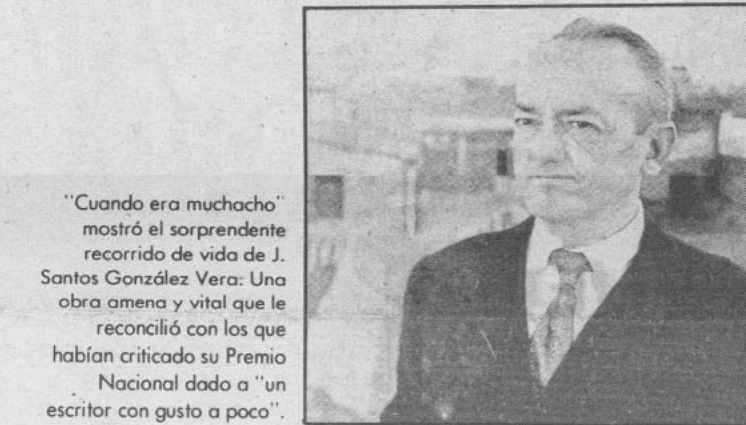 "Cuando era muchacho"
mostró el sorprendente
recorrido de vida de J.
Santos González Vera: Una
obra amena y vital que le
reconcilió con los que
habían criticado su Premio
Nacional dado a "un
escritor con gusto a poco".